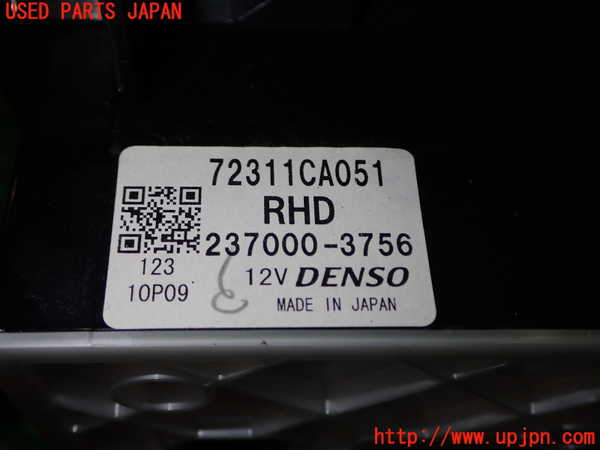 USED PARTS JAPAN
72311CA051
RHD
237000-3756
123
12V DENSO
10P09
MADE IN JAPAN
http://www.upjpn.com/